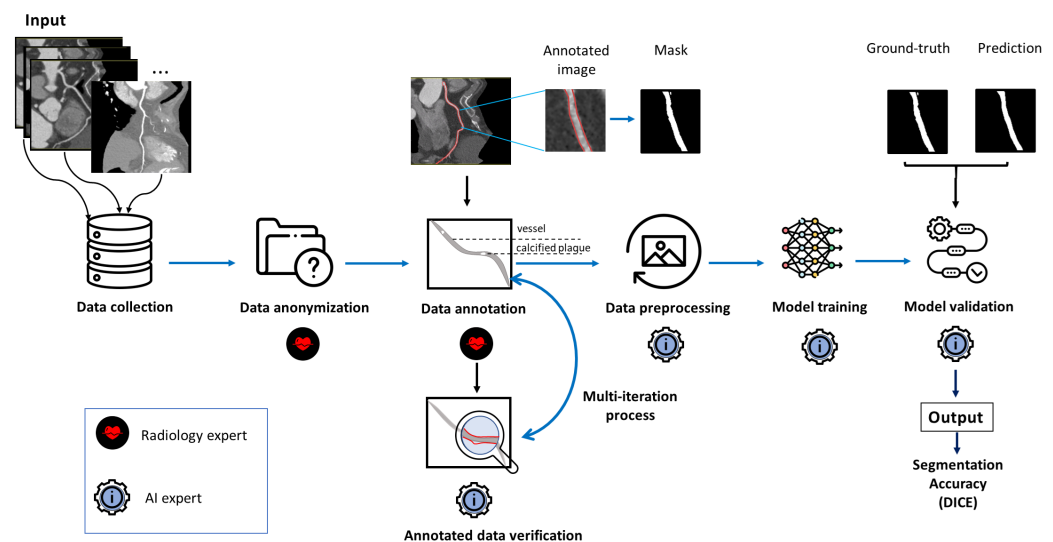 Input
...
Annotated
image
Mask
Ground-truth
Prediction
vessel
calcified plaque
?
Data collection
Data anonymization
Data annotation
Data preprocessing
Model training
Model validation
i
i
i
Multi-iteration
process
Output
Radiology expert
i
AI expert
i
Annotated data verification
Segmentation
Accuracy
(DICE)